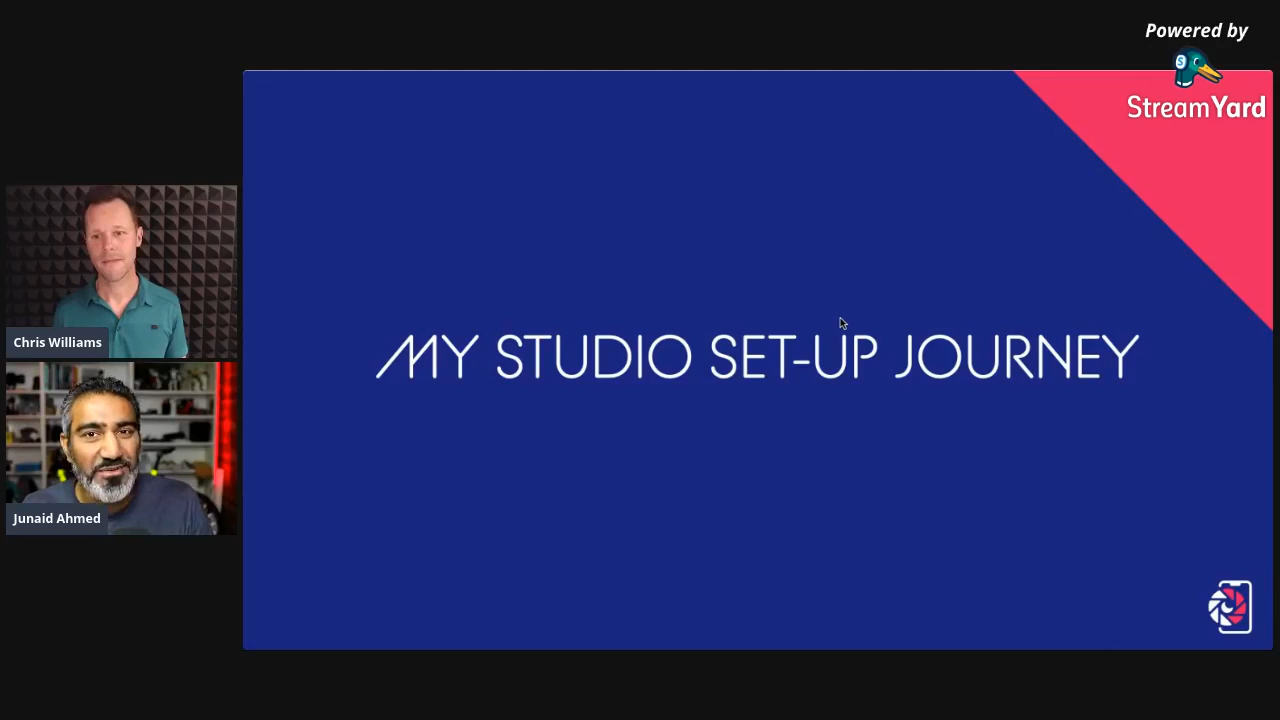 Powered by
StreamYard
MY STUDIO SET-UP JOURNEY
Chris Williams
Junaid Ahmed